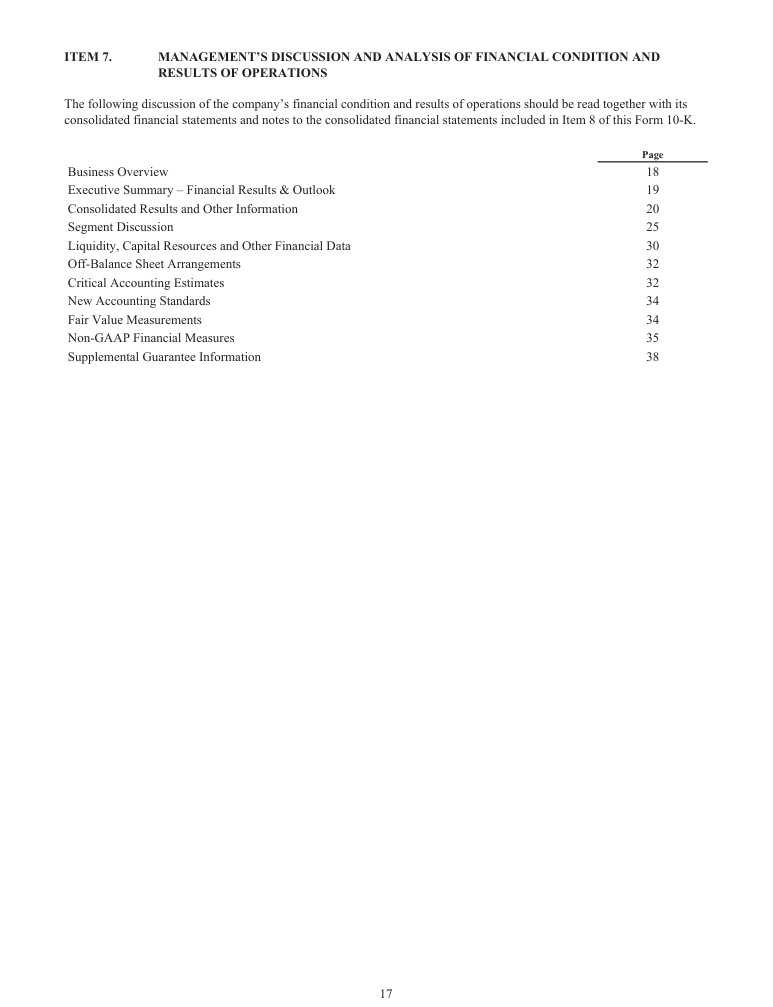 ITEM 7. MANAGEMENT’S DISCUSSION AND ANALYSIS OF FINANCIAL CONDITION AND
RESULTS OF OPERATIONS
The following discussion of the company’s financial condition and results of operations should be read together with its
consolidated financial statements and notes to the consolidated financial statements included in Item 8 of this Form 10-K.
Page
Business Overview 18
Executive Summary – Financial Results & Outlook 19
Consolidated Results and Other Information 20
Segment Discussion 25
Liquidity, Capital Resources and Other Financial Data 30
Off-Balance Sheet Arrangements 32
Critical Accounting Estimates 32
New Accounting Standards 34
Fair Value Measurements 34
Non-GAAP Financial Measures 35
Supplemental Guarantee Information 38
17